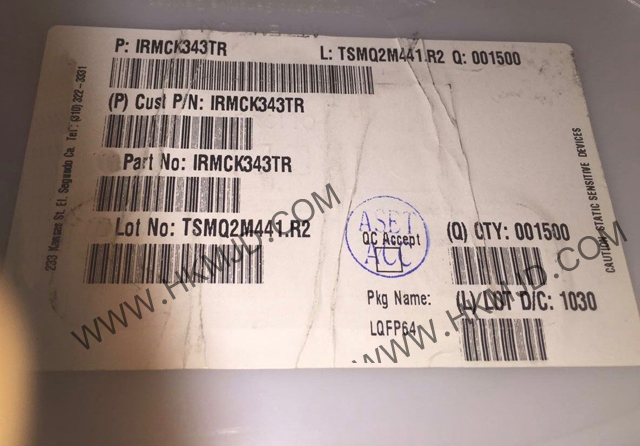 P: IRMCK343TR L: TSMQ2M441.R2 Q: 001500
(P) Cust P/N: IRMCK343TR
Part No: IRMCK343TR
Lot No: TSMQ2M441.R2
ASET
QC Accept
ACC
(Q) QTY: 001500
Pkg Name:
LQFP64
(L) LOT D/C: 1030
233 Kansas St. El. Segundo Ca. Tel: (310) 322-3331
CAUTION: STATIC SENSITIVE DEVICES
WWW.HKMJD.COM
WWW.HKMJD.COM